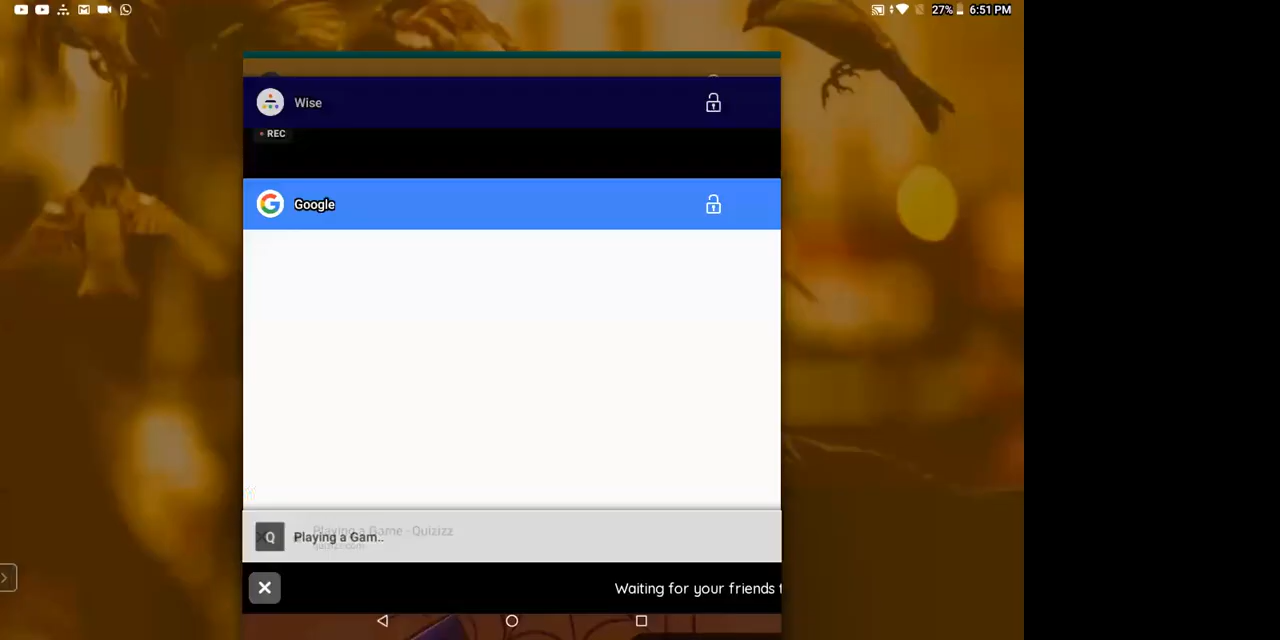 27% 6:51 PM
Wise
• REC
Google
Q Playing a Gam..
Playing a Game - Quizizz
Waiting for your friends t